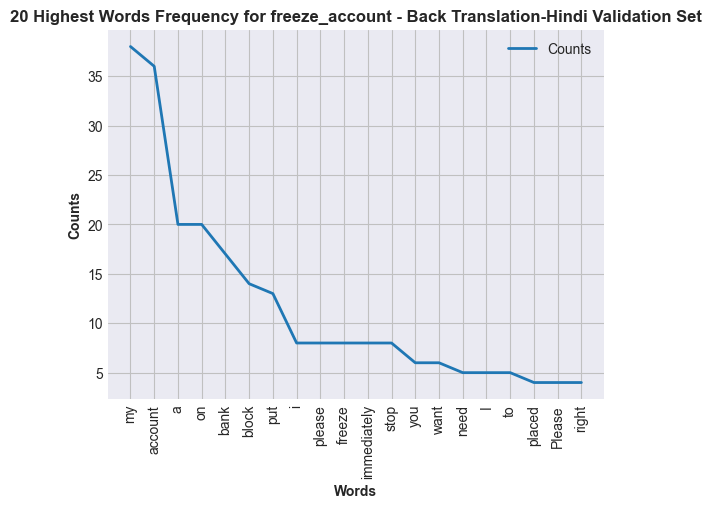 20 Highest Words Frequency for freeze_account - Back Translation-Hindi Validation Set
Counts
Counts
35
30
25
20
15
10
5
my
account
a
on
bank
block
put
i
please
freeze
immediately
stop
you
want
need
I
to
placed
Please
right
Words